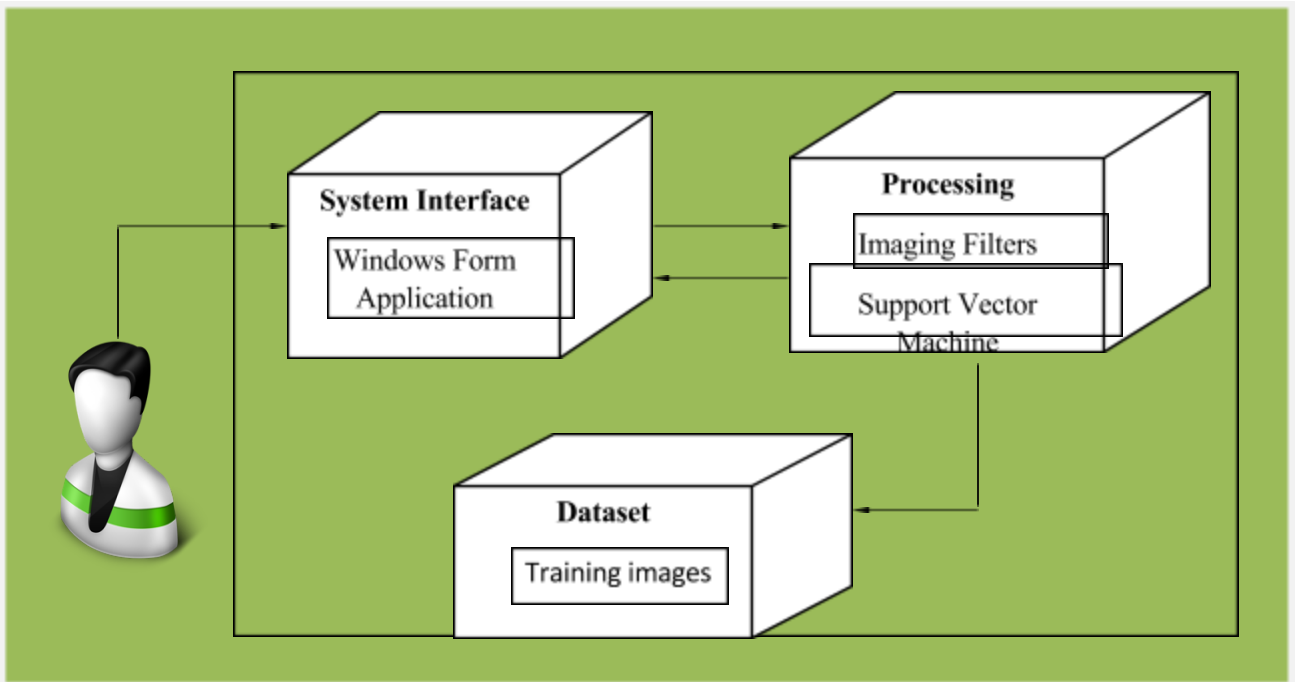 System Interface
Windows Form
Application
Processing
Imaging Filters
Support Vector
Machine
Dataset
Training images